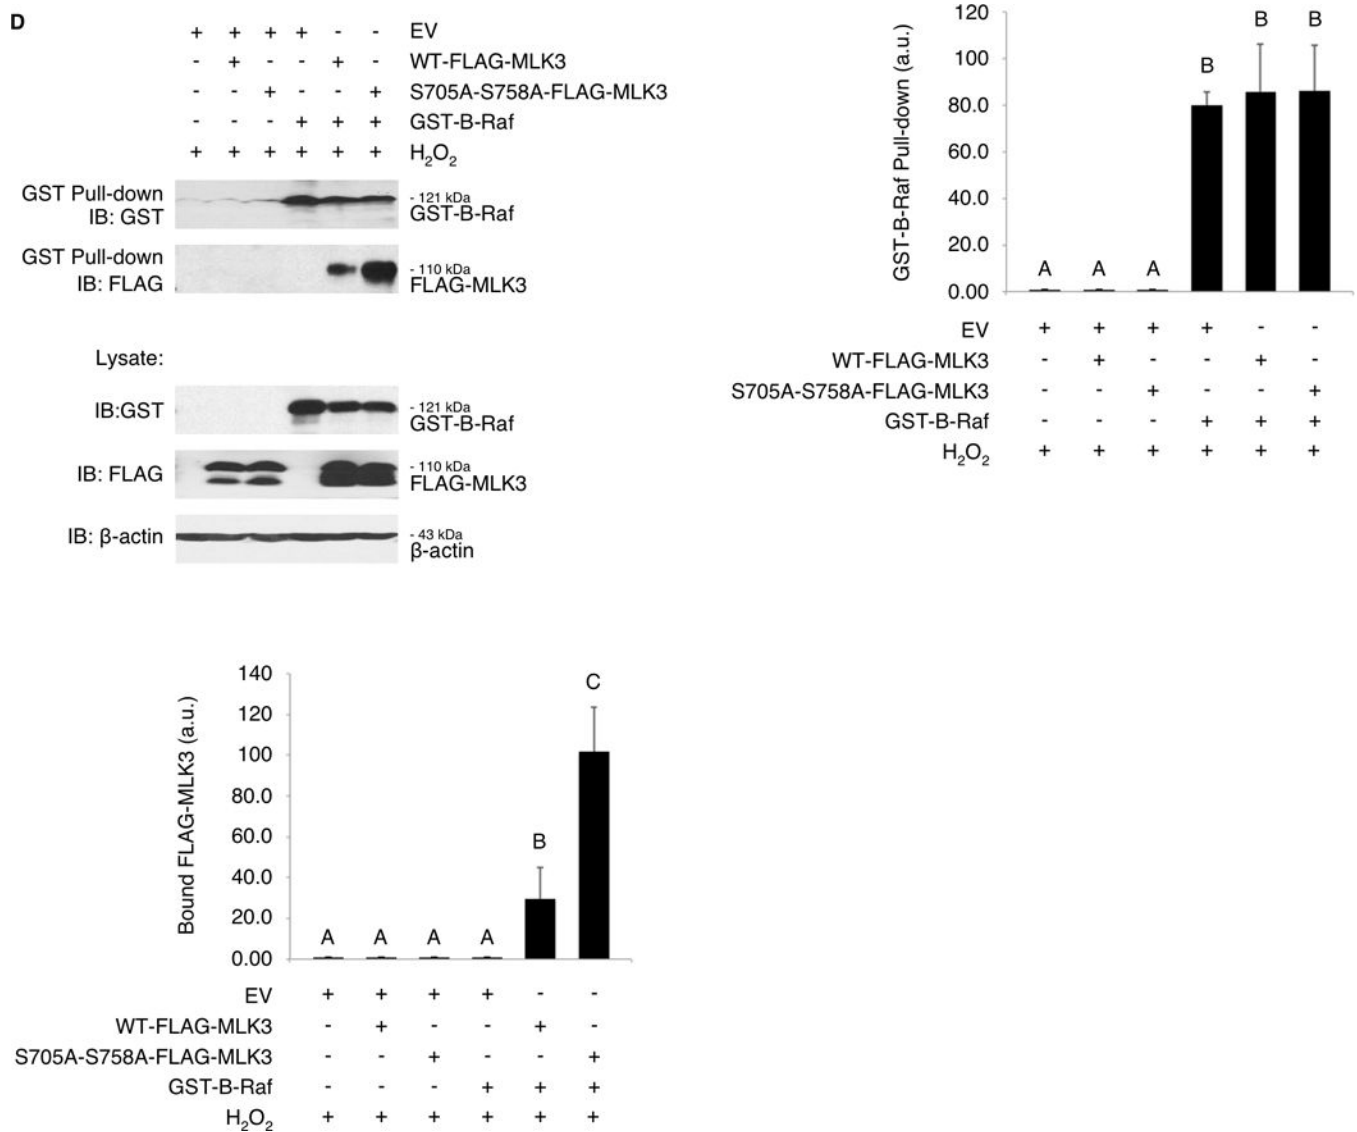 D
+ + + + - - EV
- + - - + - WT-FLAG-MLK3
- - + - - + S705A-S758A-FLAG-MLK3
- - - + + + GST-B-Raf
+ + + + + + H₂O₂
GST Pull-down
IB: GST
- 121 kDa
GST-B-Raf
GST Pull-down
IB: FLAG
- 110 kDa
FLAG-MLK3
Lysate:
IB:GST
- 121 kDa
GST-B-Raf
IB: FLAG
- 110 kDa
FLAG-MLK3
IB: β-actin
- 43 kDa
β-actin
GST-B-Raf Pull-down (a.u.)
120
100
80.0
60.0
40.0
20.0
0.00
A A A B B B
EV + + + + - -
WT-FLAG-MLK3 - + - - + -
S705A-S758A-FLAG-MLK3 - - + - - +
GST-B-Raf - - - + + +
H₂O₂ + + + + + +
Bound FLAG-MLK3 (a.u.)
140
120
100
80.0
60.0
40.0
20.0
0.00
A A A A B C
EV + + + + - -
WT-FLAG-MLK3 - + - - + -
S705A-S758A-FLAG-MLK3 - - + - - +
GST-B-Raf - - - + + +
H₂O₂ + + + + + +